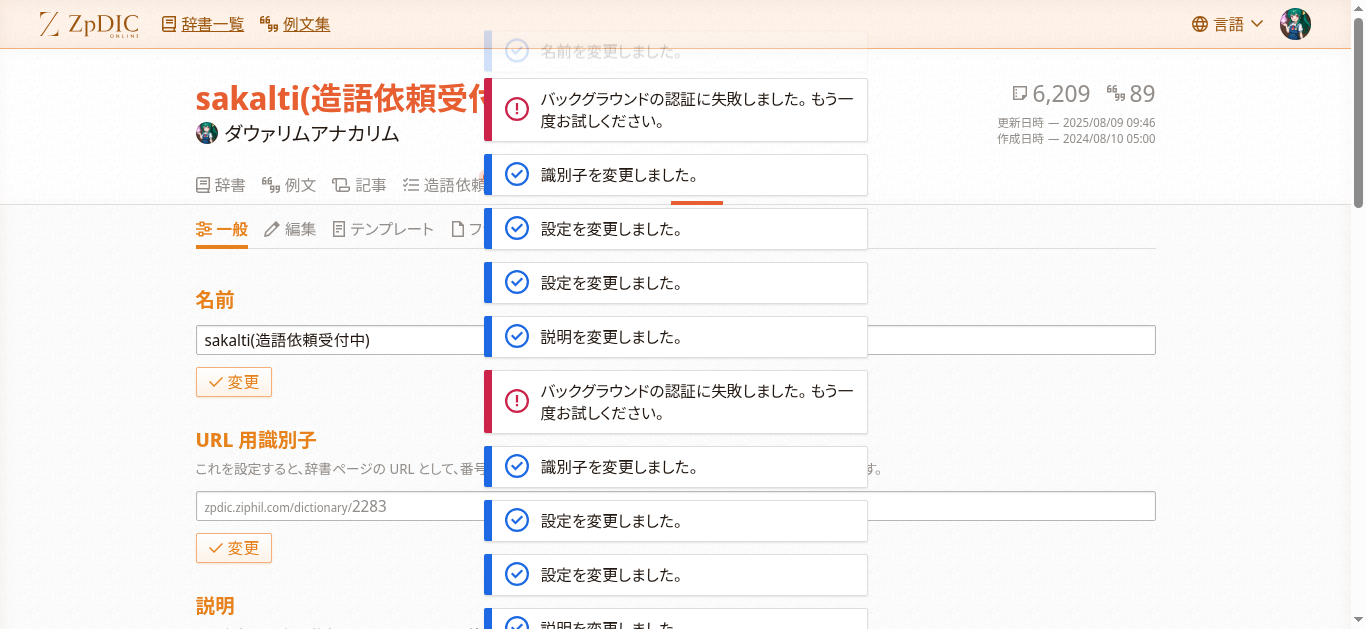 ZpDIC
ONLINE
辞書一覧
例文集
言語
名前を変更しました。
sakalti(造語依頼受付
ダウァリムアナカリム
6,209
89
更新日時 — 2025/08/09 09:46
作成日時 — 2024/08/10 05:00
バックグラウンドの認証に失敗しました。もう一
度お試しください。
識別子を変更しました。
辞書
例文
記事
造語依頼
設定を変更しました。
一般
編集
テンプレート
フ
設定を変更しました。
名前
sakalti(造語依頼受付中)
説明を変更しました。
変更
バックグラウンドの認証に失敗しました。もう一
度お試しください。
URL 用識別子
これを設定すると、辞書ページの URL として、番号
す。
識別子を変更しました。
zpdic.ziphil.com/dictionary/2283
設定を変更しました。
変更
設定を変更しました。
説明
説明を変更しました。